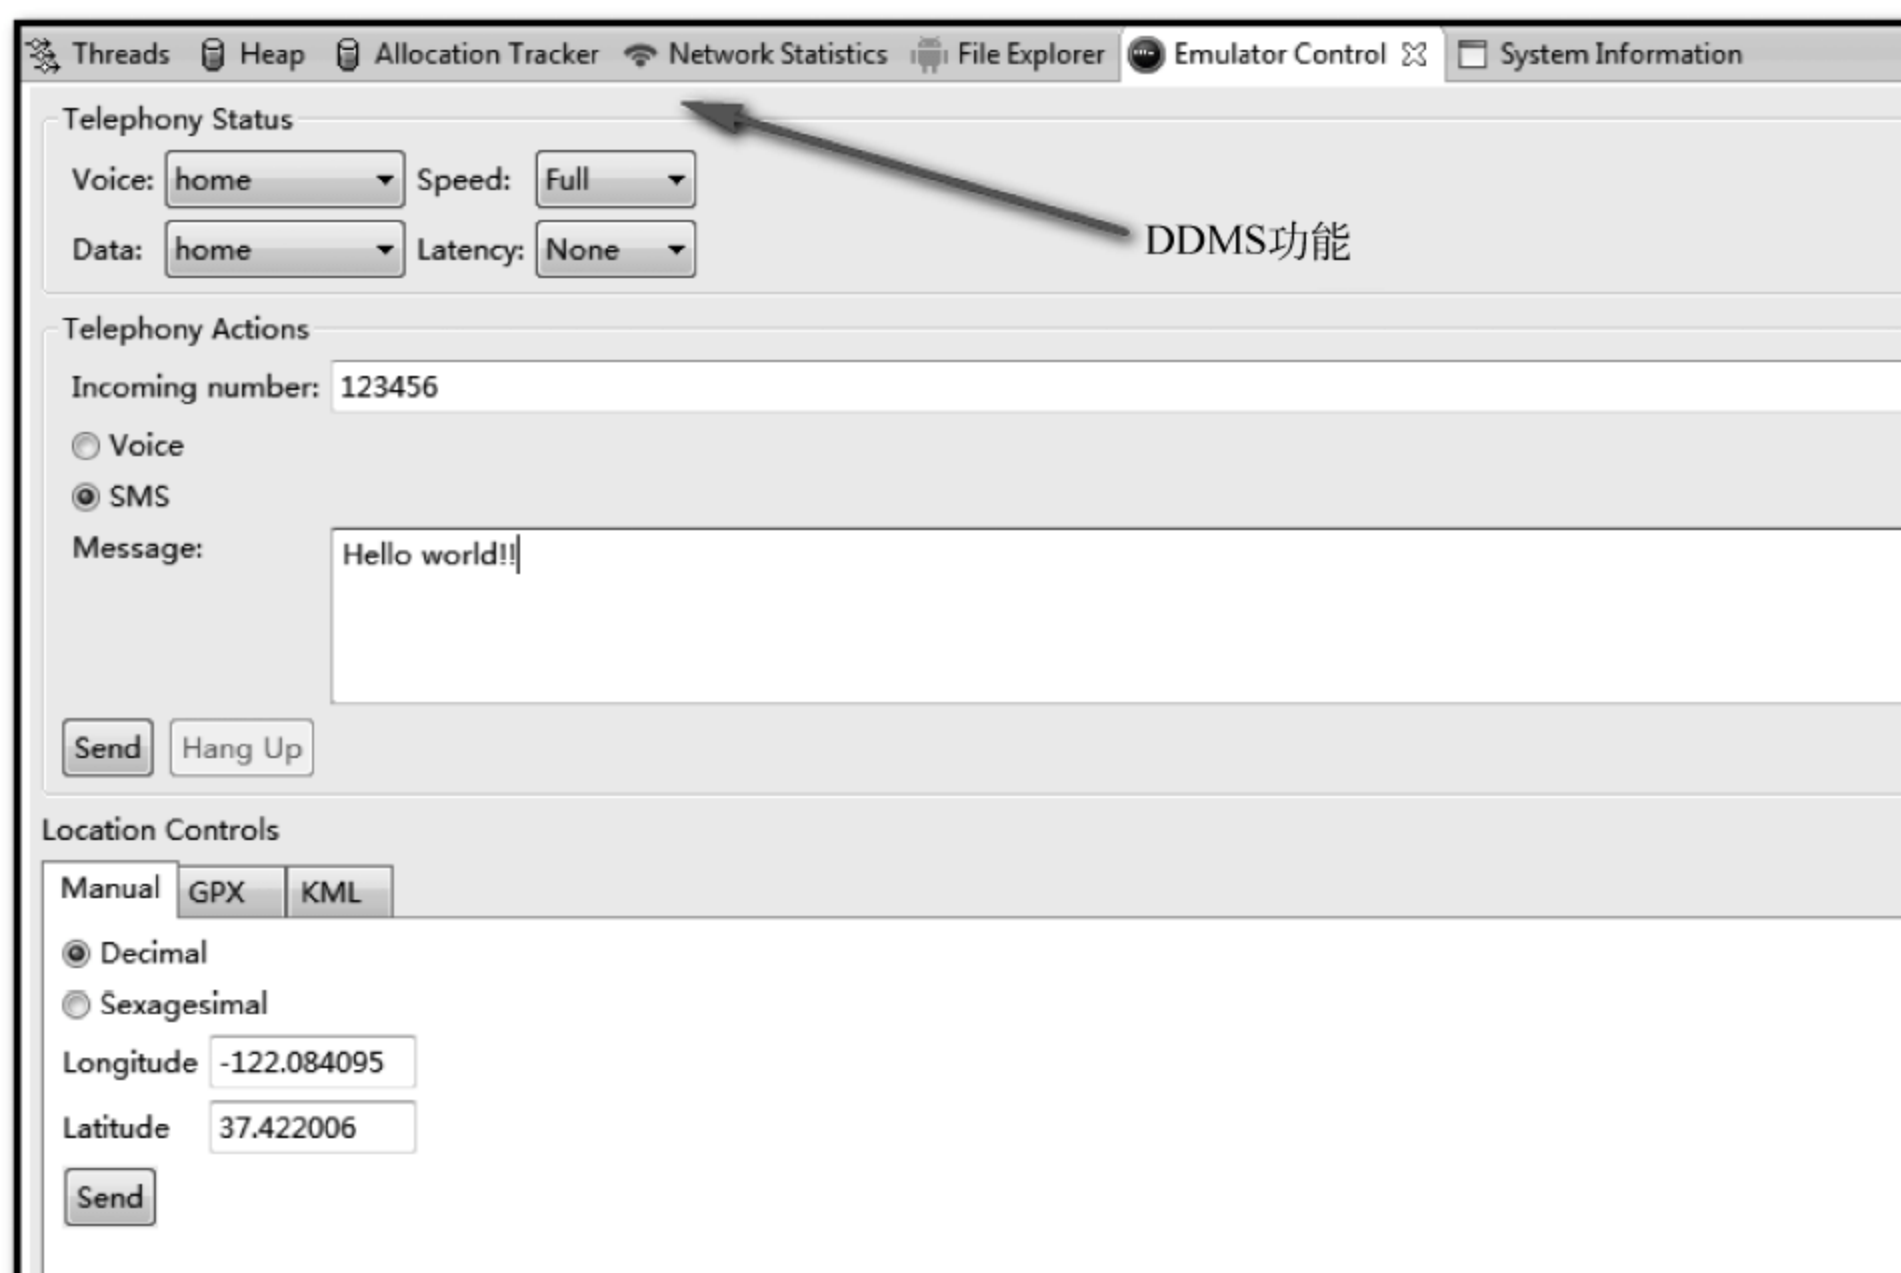 Threads Heap Allocation Tracker Network Statistics File Explorer Emulator Control System Information
Telephony Status
Voice: home Speed: Full
Data: home Latency: None
DDMS功能
Telephony Actions
Incoming number: 123456
Voice
SMS
Message: Hello world!!
Send Hang Up
Location Controls
Manual GPX KML
Decimal
Sexagesimal
Longitude -122.084095
Latitude 37.422006
Send